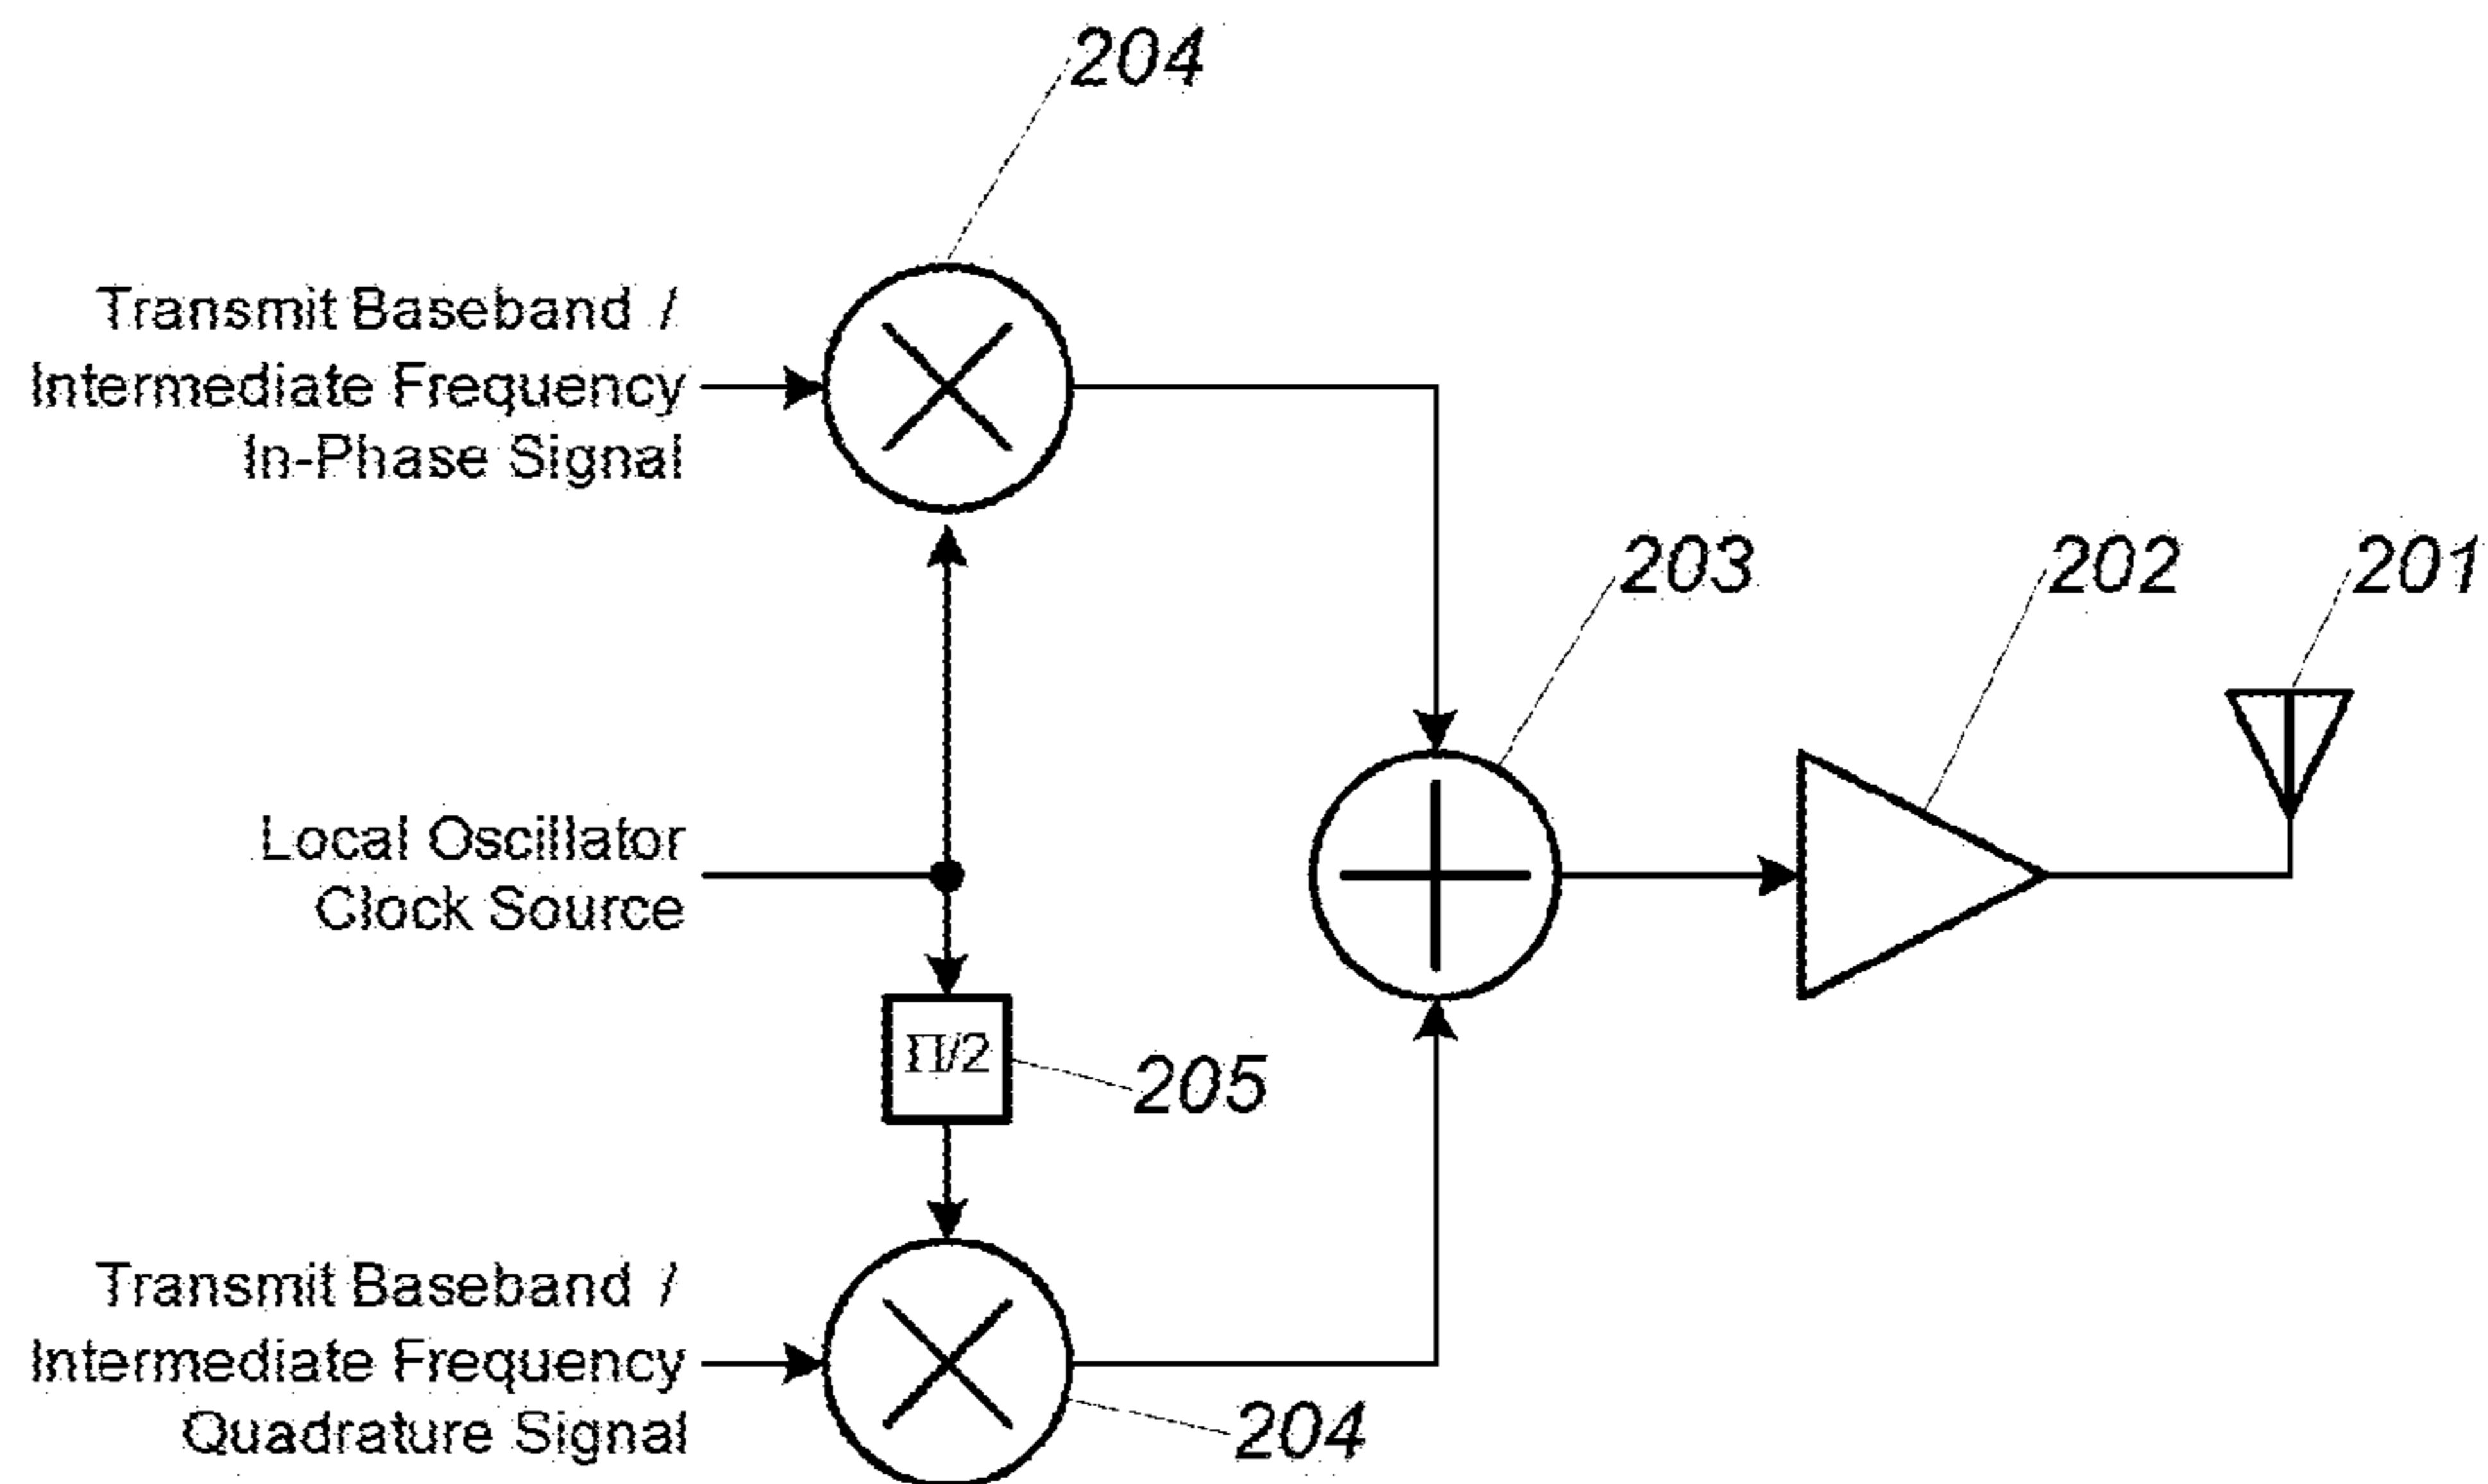 204
Transmit Baseband /
Intermediate Frequency
In-Phase Signal
203
202
201
Local Oscillator
Clock Source
Π/2
205
Transmit Baseband /
Intermediate Frequency
Quadrature Signal
204